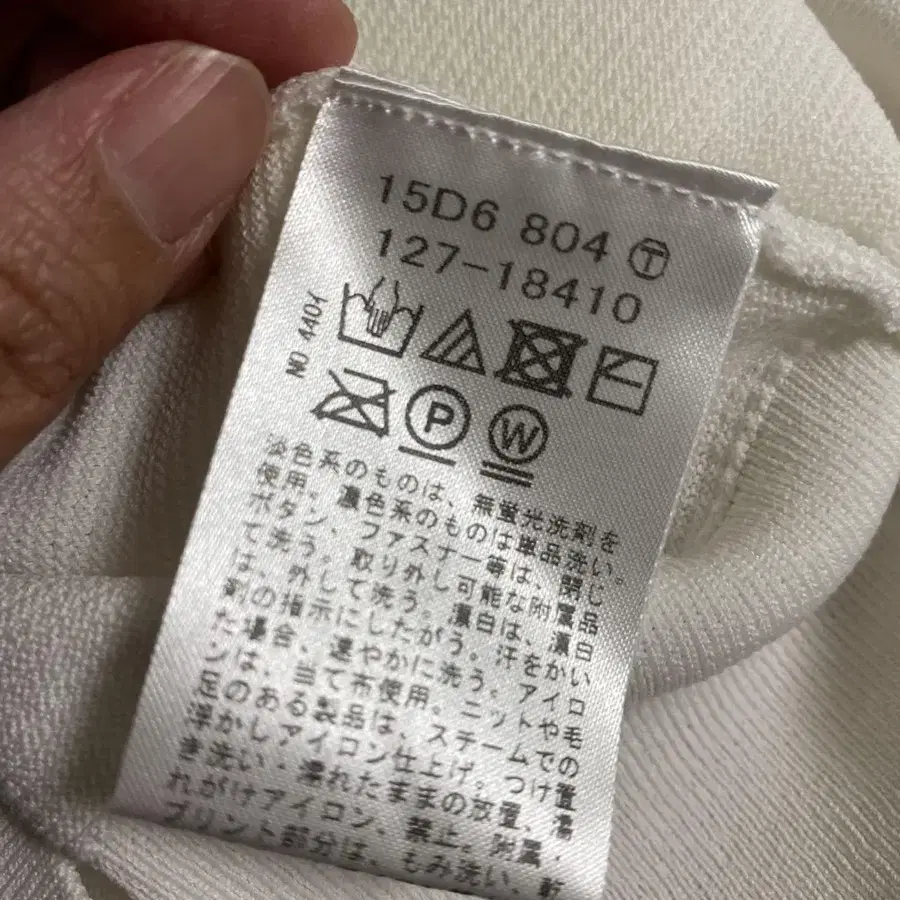 15D6 804 Ⓣ
127-18410
NO 440イ
P
W
淡色系のものは、無蛍光洗剤を
使用。濃色系のものは単品洗い。
ボタン、ファスナー等は、閉じ
て洗う。取り外し可能な附属品
は、外して洗う。漂白は、漂白
剤の指示にしたがう。汗をかい
た場合、速やかに洗う。アイロ
ンは、当て布使用。ニットや毛
足のある製品は、スチームでの
浮かしアイロン仕上げ。つけ置
き洗い・濡れたままの放置、濡
れがけアイロン、禁止。附属・
プリント部分は、もみ洗い、